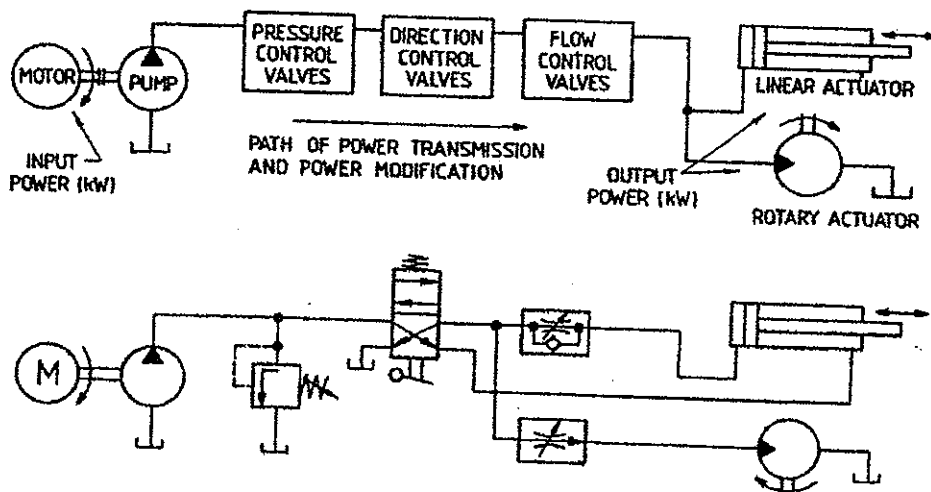 MOTOR
PUMP
PRESSURE
CONTROL
VALVES
DIRECTION
CONTROL
VALVES
FLOW
CONTROL
VALVES
LINEAR ACTUATOR
INPUT
POWER (kW)
PATH OF POWER TRANSMISSION
AND POWER MODIFICATION
OUTPUT
POWER (kW)
ROTARY ACTUATOR
M